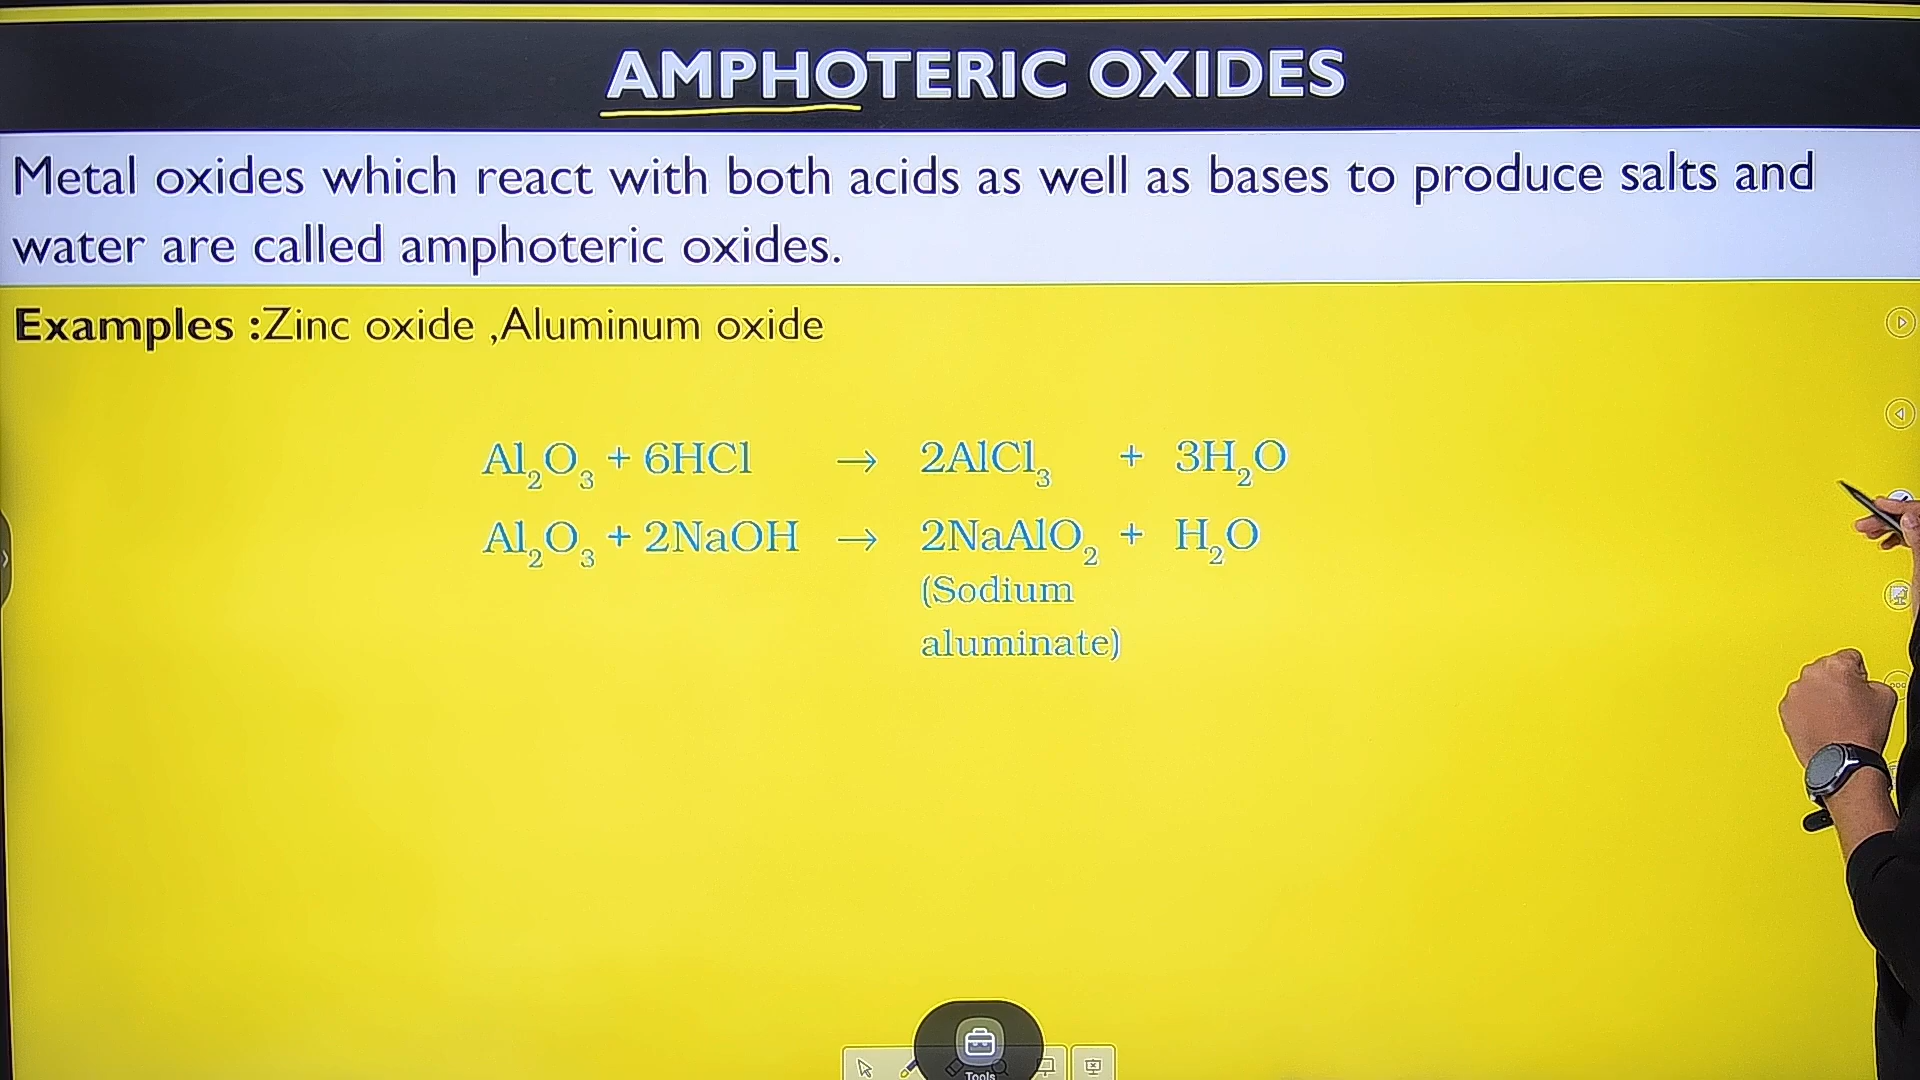 AMPHOTERIC OXIDES
Metal oxides which react with both acids as well as bases to produce salts and
water are called amphoteric oxides.
Examples :Zinc oxide ,Aluminum oxide
Al₂O₃ + 6HCl → 2AlCl₃ + 3H₂O
Al₂O₃ + 2NaOH → 2NaAlO₂ + H₂O
(Sodium
aluminate)
Tools